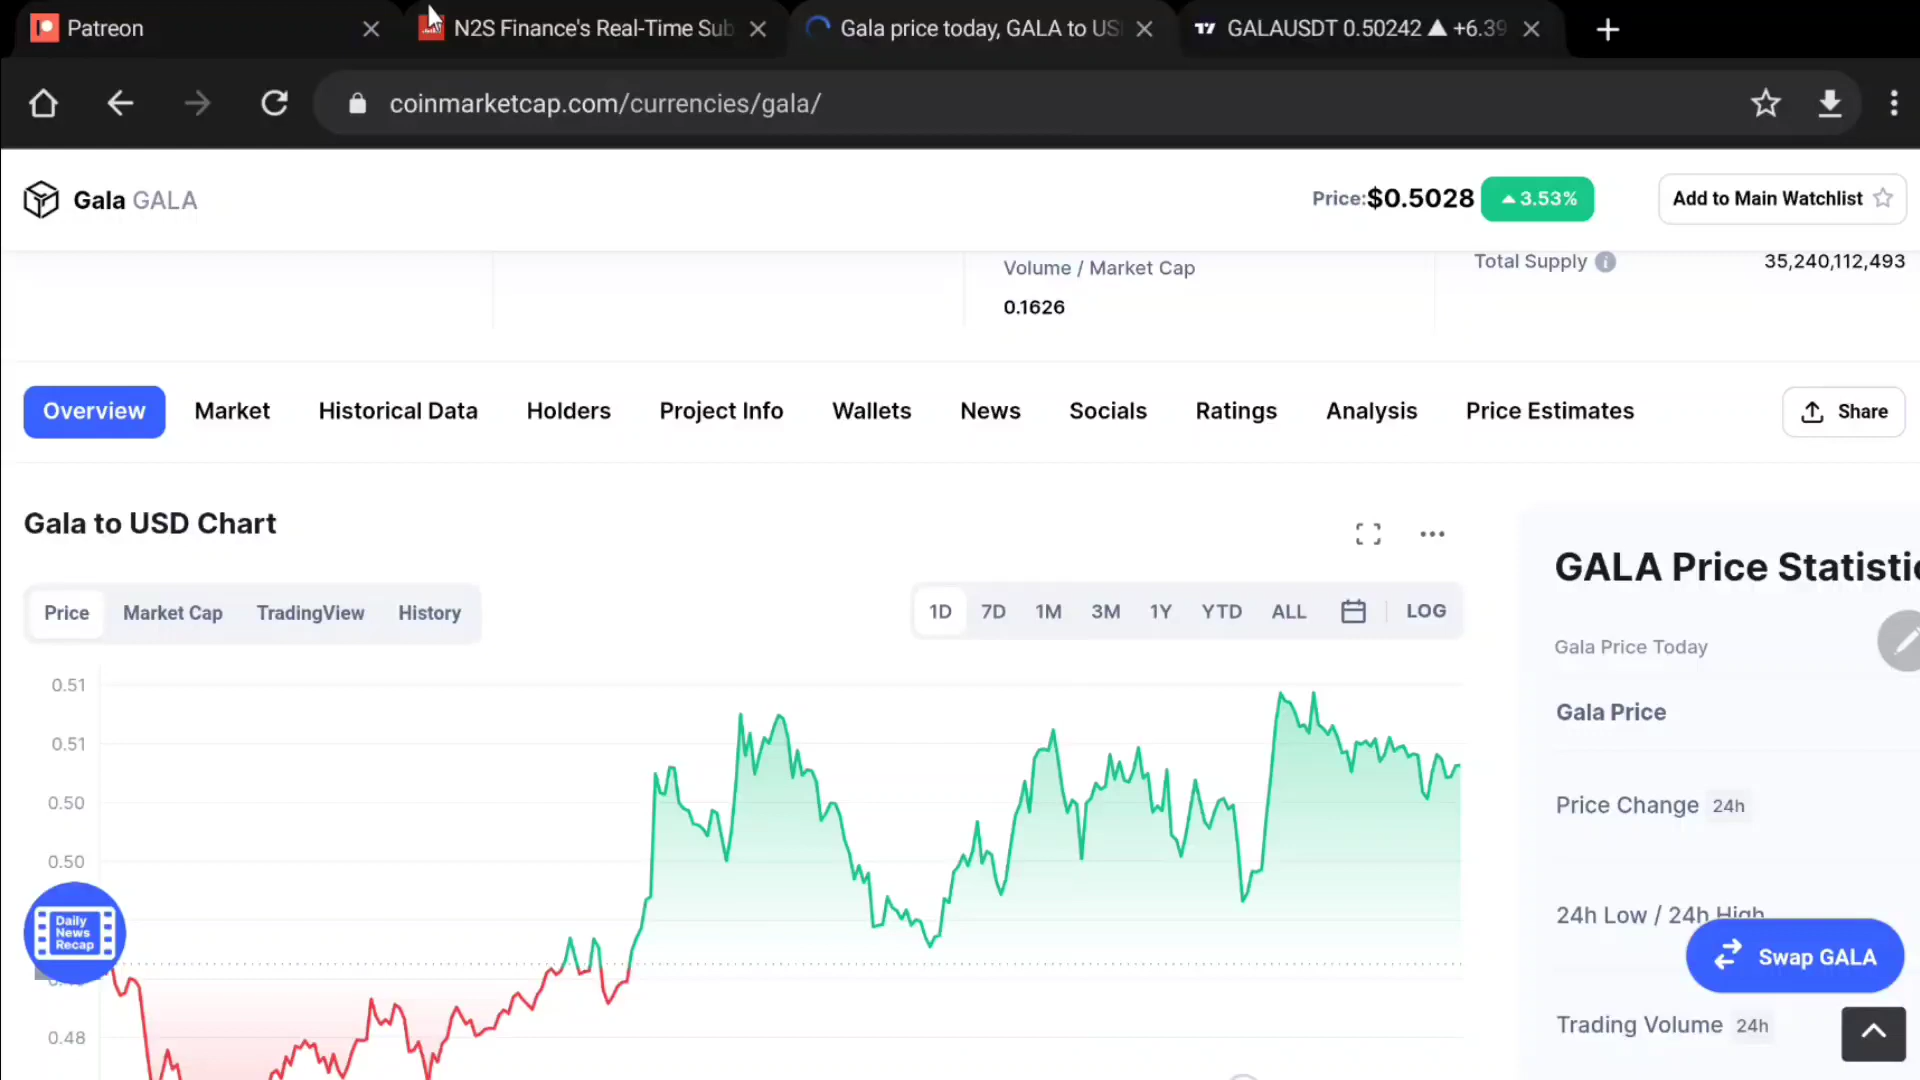 Patreon
N2S Finance's Real-Time Sub
Gala price today, GALA to US
GALAUSDT 0.50242 ▲ +6.39
coinmarketcap.com/currencies/gala/
Gala GALA
Price:$0.5028
3.53%
Add to Main Watchlist
Volume / Market Cap
0.1626
Total Supply
35,240,112,493
Overview
Market
Historical Data
Holders
Project Info
Wallets
News
Socials
Ratings
Analysis
Price Estimates
Share
Gala to USD Chart
Price
Market Cap
TradingView
History
1D
7D
1M
3M
1Y
YTD
ALL
LOG
0.51
0.51
0.50
0.50
0.48
Daily
News
Recap
GALA Price Statistic
Gala Price Today
Gala Price
Price Change 24h
24h Low / 24h High
Swap GALA
Trading Volume 24h